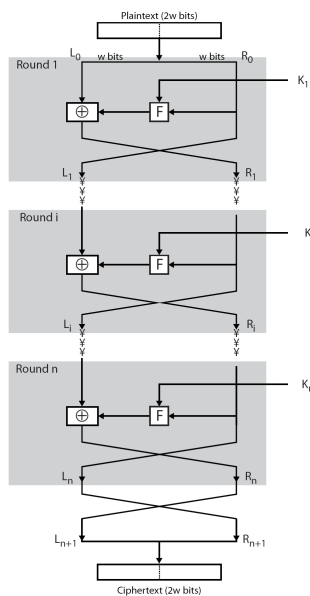 Plaintext (2w bits)
L0 w bits w bits R0
Round 1
K1
⊕ F
L1 R1
¥ ¥
¥ ¥
¥ ¥
Round i
K
⊕ F
Li Ri
¥ ¥
¥ ¥
¥ ¥
Round n
K
⊕ F
Ln Rn
Ln+1 Rn+1
Ciphertext (2w bits)